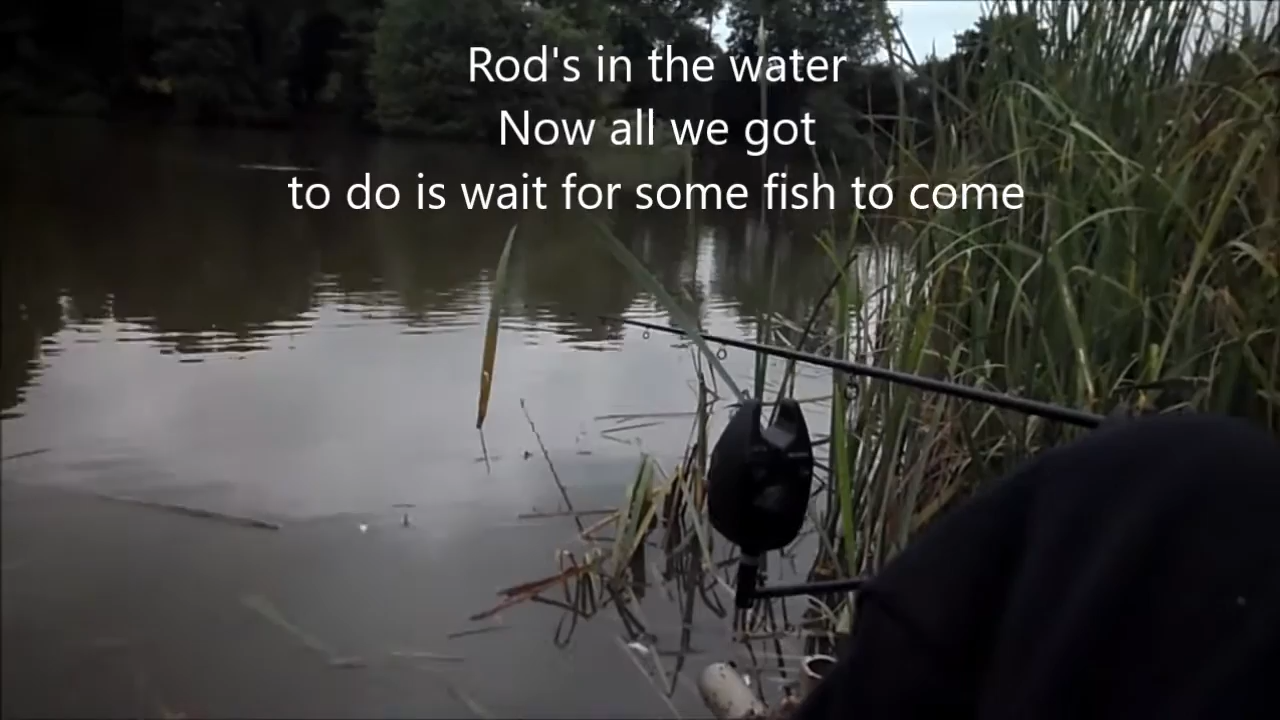 Rod's in the water
Now all we got
to do is wait for some fish to come